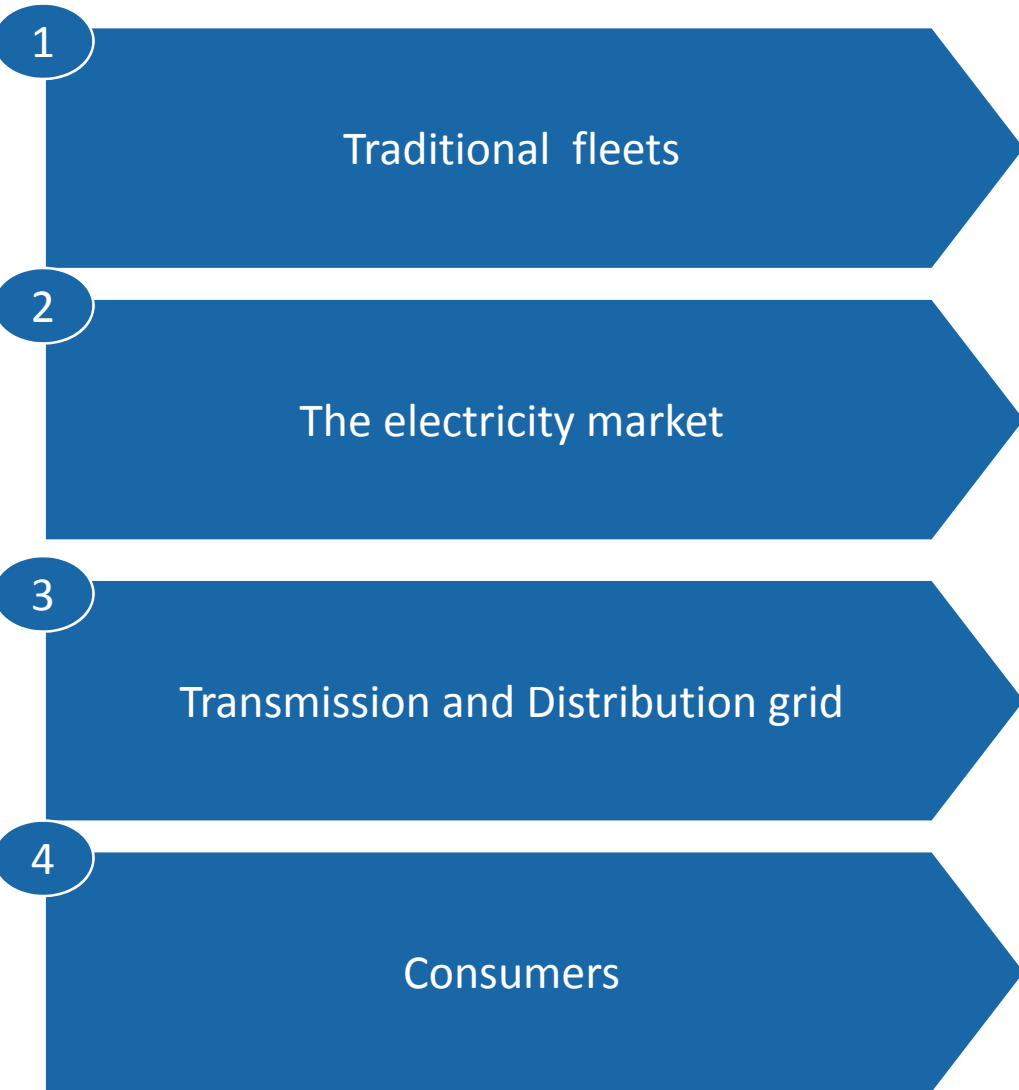 1
Traditional  fleets
2
The electricity market
3
Transmission and Distribution grid
4
Consumers